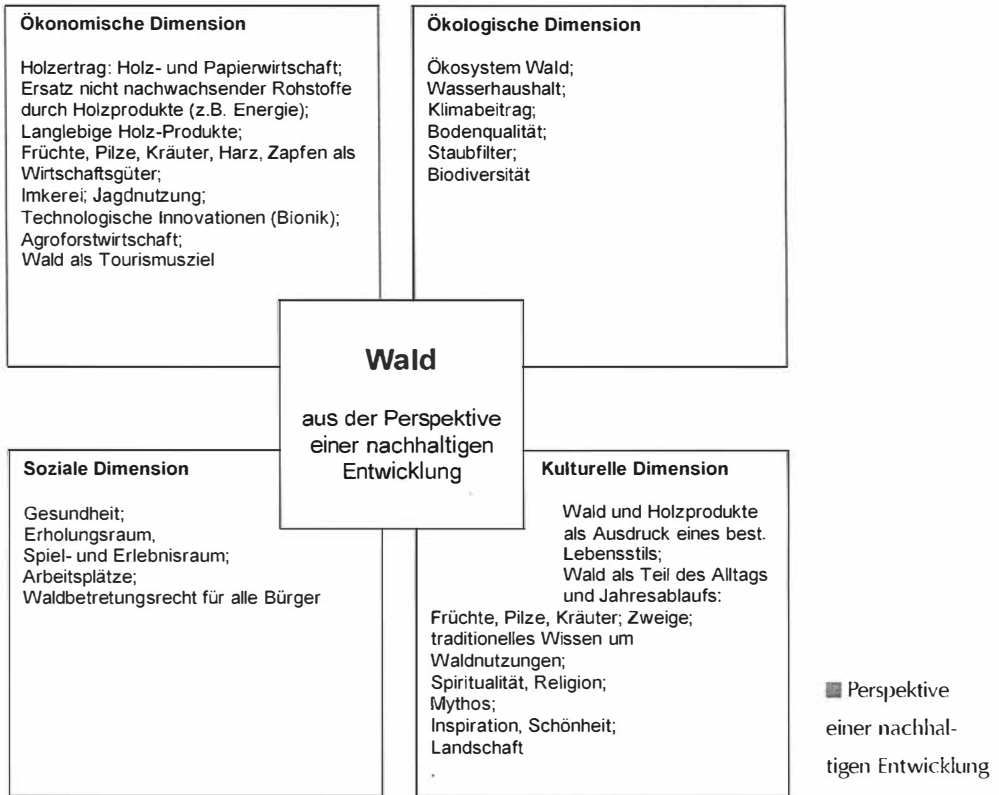 Ökonomische Dimension
Holzertrag: Holz- und Papierwirtschaft;
Ersatz nicht nachwachsender Rohstoffe
durch Holzprodukte (z.B. Energie);
Langlebige Holz-Produkte;
Früchte, Pilze, Kräuter, Harz, Zapfen als
Wirtschaftsgüter;
Imkerei; Jagdnutzung;
Technologische Innovationen (Bionik);
Agroforstwirtschaft;
Wald als Tourismusziel
Ökologische Dimension
Ökosystem Wald;
Wasserhaushalt;
Klimabeitrag;
Bodenqualität;
Staubfilter;
Biodiversität
Wald
aus der Perspektive
einer nachhaltigen
Entwicklung
Soziale Dimension
Gesundheit;
Erholungsraum,
Spiel- und Erlebnisraum;
Arbeitsplätze;
Waldbetretungsrecht für alle Bürger
Kulturelle Dimension
Wald und Holzprodukte
als Ausdruck eines best.
Lebensstils;
Wald als Teil des Alltags
und Jahresablaufs:
Früchte, Pilze, Kräuter; Zweige;
traditionelles Wissen um
Waldnutzungen;
Spiritualität, Religion;
Mythos;
Inspiration, Schönheit;
Landschaft
Perspektive
einer nachhal-
tigen Entwicklung